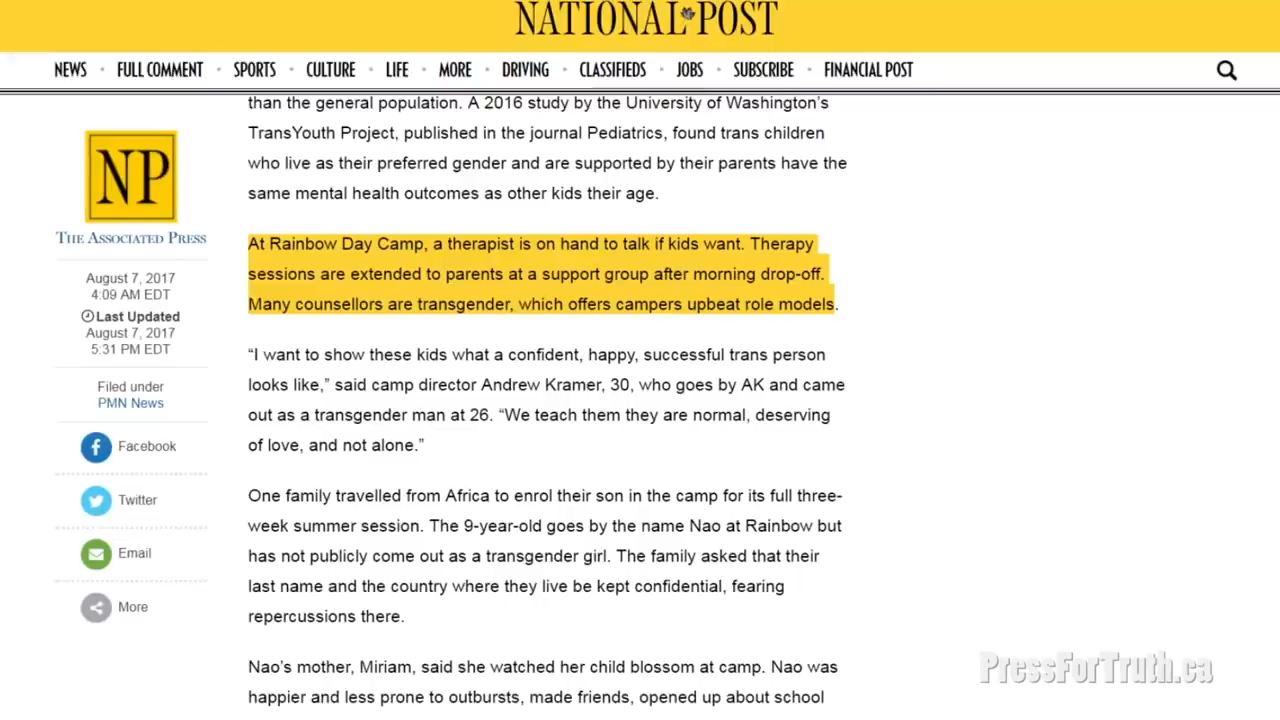 NATIONAL POST
NEWS • FULL COMMENT • SPORTS • CULTURE • LIFE • MORE • DRIVING • CLASSIFIEDS • JOBS • SUBSCRIBE • FINANCIAL POST
NP
THE ASSOCIATED PRESS
August 7, 2017
4:09 AM EDT
Last Updated
August 7, 2017
5:31 PM EDT
Filed under
PMN News
Facebook
Twitter
Email
More
than the general population. A 2016 study by the University of Washington’s
TransYouth Project, published in the journal Pediatrics, found trans children
who live as their preferred gender and are supported by their parents have the
same mental health outcomes as other kids their age.
At Rainbow Day Camp, a therapist is on hand to talk if kids want. Therapy
sessions are extended to parents at a support group after morning drop-off.
Many counsellors are transgender, which offers campers upbeat role models.
“I want to show these kids what a confident, happy, successful trans person
looks like,” said camp director Andrew Kramer, 30, who goes by AK and came
out as a transgender man at 26. “We teach them they are normal, deserving
of love, and not alone.”
One family travelled from Africa to enrol their son in the camp for its full three-
week summer session. The 9-year-old goes by the name Nao at Rainbow but
has not publicly come out as a transgender girl. The family asked that their
last name and the country where they live be kept confidential, fearing
repercussions there.
Nao’s mother, Miriam, said she watched her child blossom at camp. Nao was
happier and less prone to outbursts, made friends, opened up about school
PressForTruth.ca